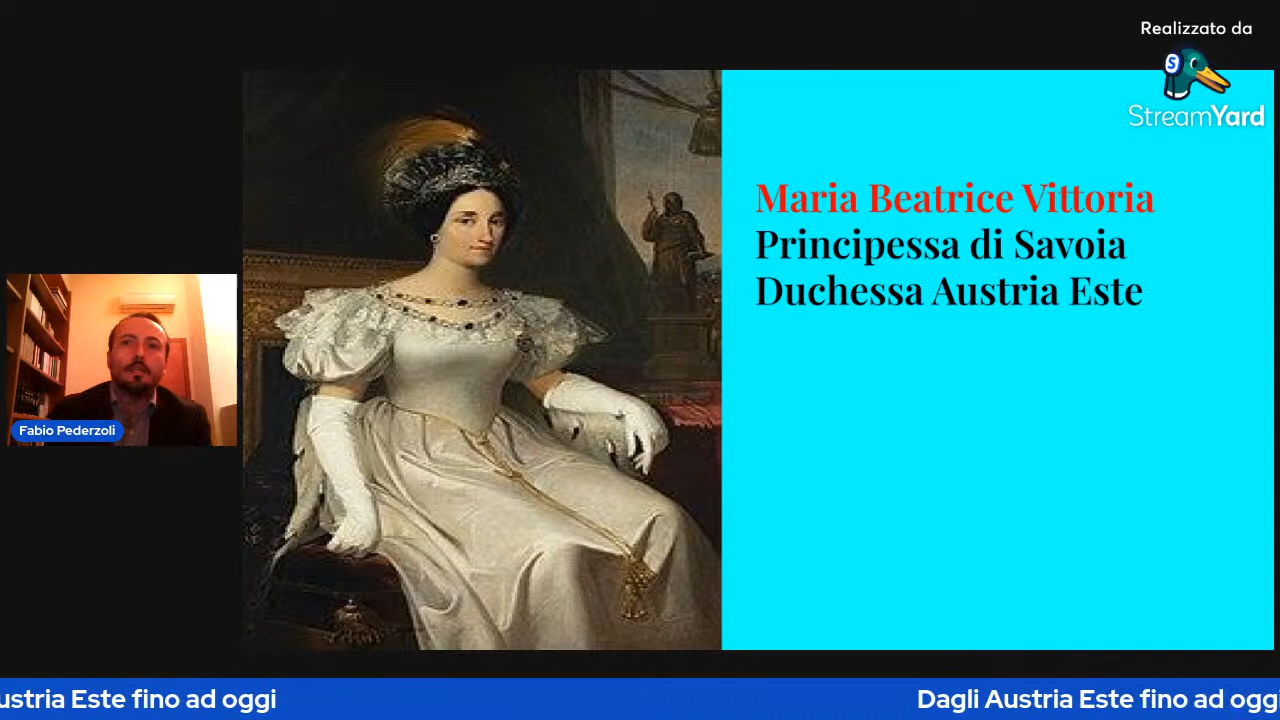 Realizzato da
StreamYard
Maria Beatrice Vittoria
Principessa di Savoia
Duchessa Austria Este
Fabio Pederzoli
ustria Este fino ad oggi
Dagli Austria Este fino ad oggi